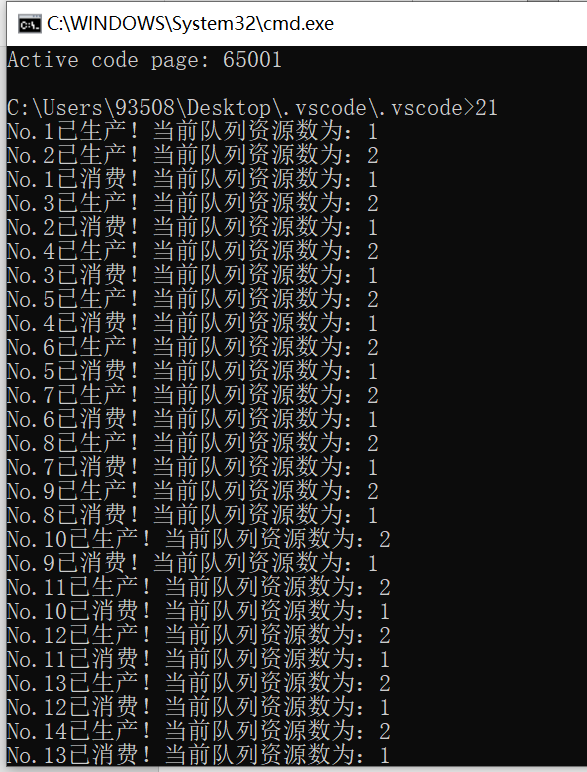 C:\WINDOWS\System32\cmd.exe
Active code page: 65001
C:\Users\93508\Desktop\.vscode\.vscode>21
No.1已生产！当前队列资源数为：1
No.2已生产！当前队列资源数为：2
No.1已消费！当前队列资源数为：1
No.3已生产！当前队列资源数为：2
No.2已消费！当前队列资源数为：1
No.4已生产！当前队列资源数为：2
No.3已消费！当前队列资源数为：1
No.5已生产！当前队列资源数为：2
No.4已消费！当前队列资源数为：1
No.6已生产！当前队列资源数为：2
No.5已消费！当前队列资源数为：1
No.7已生产！当前队列资源数为：2
No.6已消费！当前队列资源数为：1
No.8已生产！当前队列资源数为：2
No.7已消费！当前队列资源数为：1
No.9已生产！当前队列资源数为：2
No.8已消费！当前队列资源数为：1
No.10已生产！当前队列资源数为：2
No.9已消费！当前队列资源数为：1
No.11已生产！当前队列资源数为：2
No.10已消费！当前队列资源数为：1
No.12已生产！当前队列资源数为：2
No.11已消费！当前队列资源数为：1
No.13已生产！当前队列资源数为：2
No.12已消费！当前队列资源数为：1
No.14已生产！当前队列资源数为：2
No.13已消费！当前队列资源数为：1